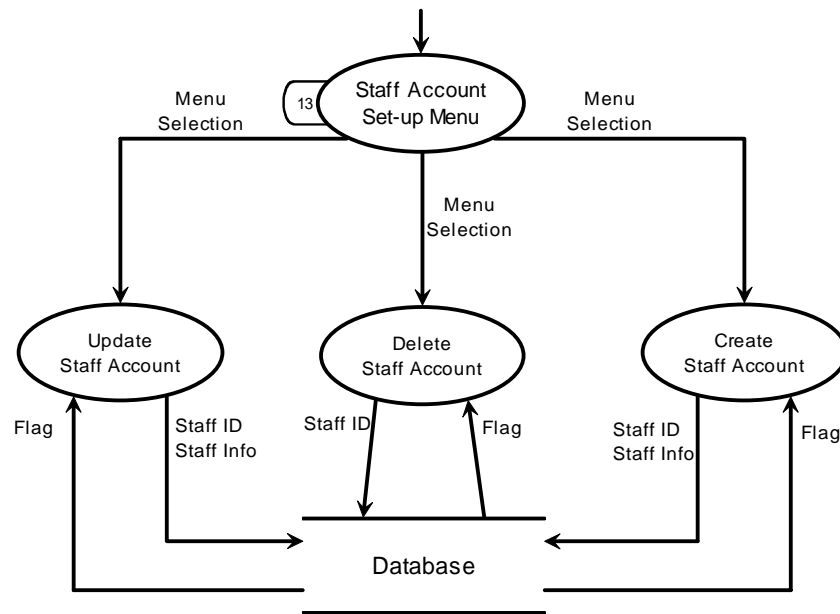 13
Staff Account
Set-up Menu
Menu
Selection
Menu
Selection
Menu
Selection
Update
Staff Account
Delete
Staff Account
Create
Staff Account
Flag
Staff ID
Staff Info
Staff ID
Flag
Staff ID
Staff Info
Flag
Database